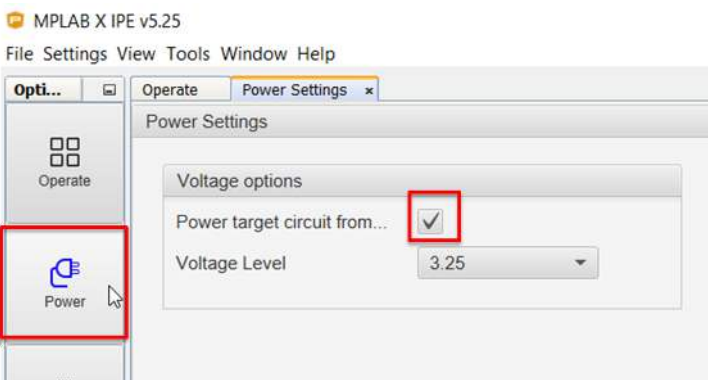 MPLAB X IPE v5.25
File Settings View Tools Window Help
Opti...
Operate
Power Settings ×
Power Settings
Operate
Voltage options
Power target circuit from...
Voltage Level 3.25
Power